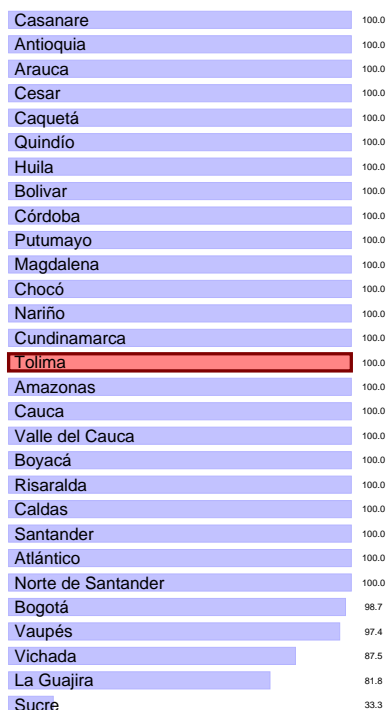 Casanare 100.0
Antioquia 100.0
Arauca 100.0
Cesar 100.0
Caquetá 100.0
Quindío 100.0
Huila 100.0
Bolivar 100.0
Córdoba 100.0
Putumayo 100.0
Magdalena 100.0
Chocó 100.0
Nariño 100.0
Cundinamarca 100.0
Tolima 100.0
Amazonas 100.0
Cauca 100.0
Valle del Cauca 100.0
Boyacá 100.0
Risaralda 100.0
Caldas 100.0
Santander 100.0
Atlántico 100.0
Norte de Santander 100.0
Bogotá 98.7
Vaupés 97.4
Vichada 87.5
La Guajira 81.8
Sucre 33.3